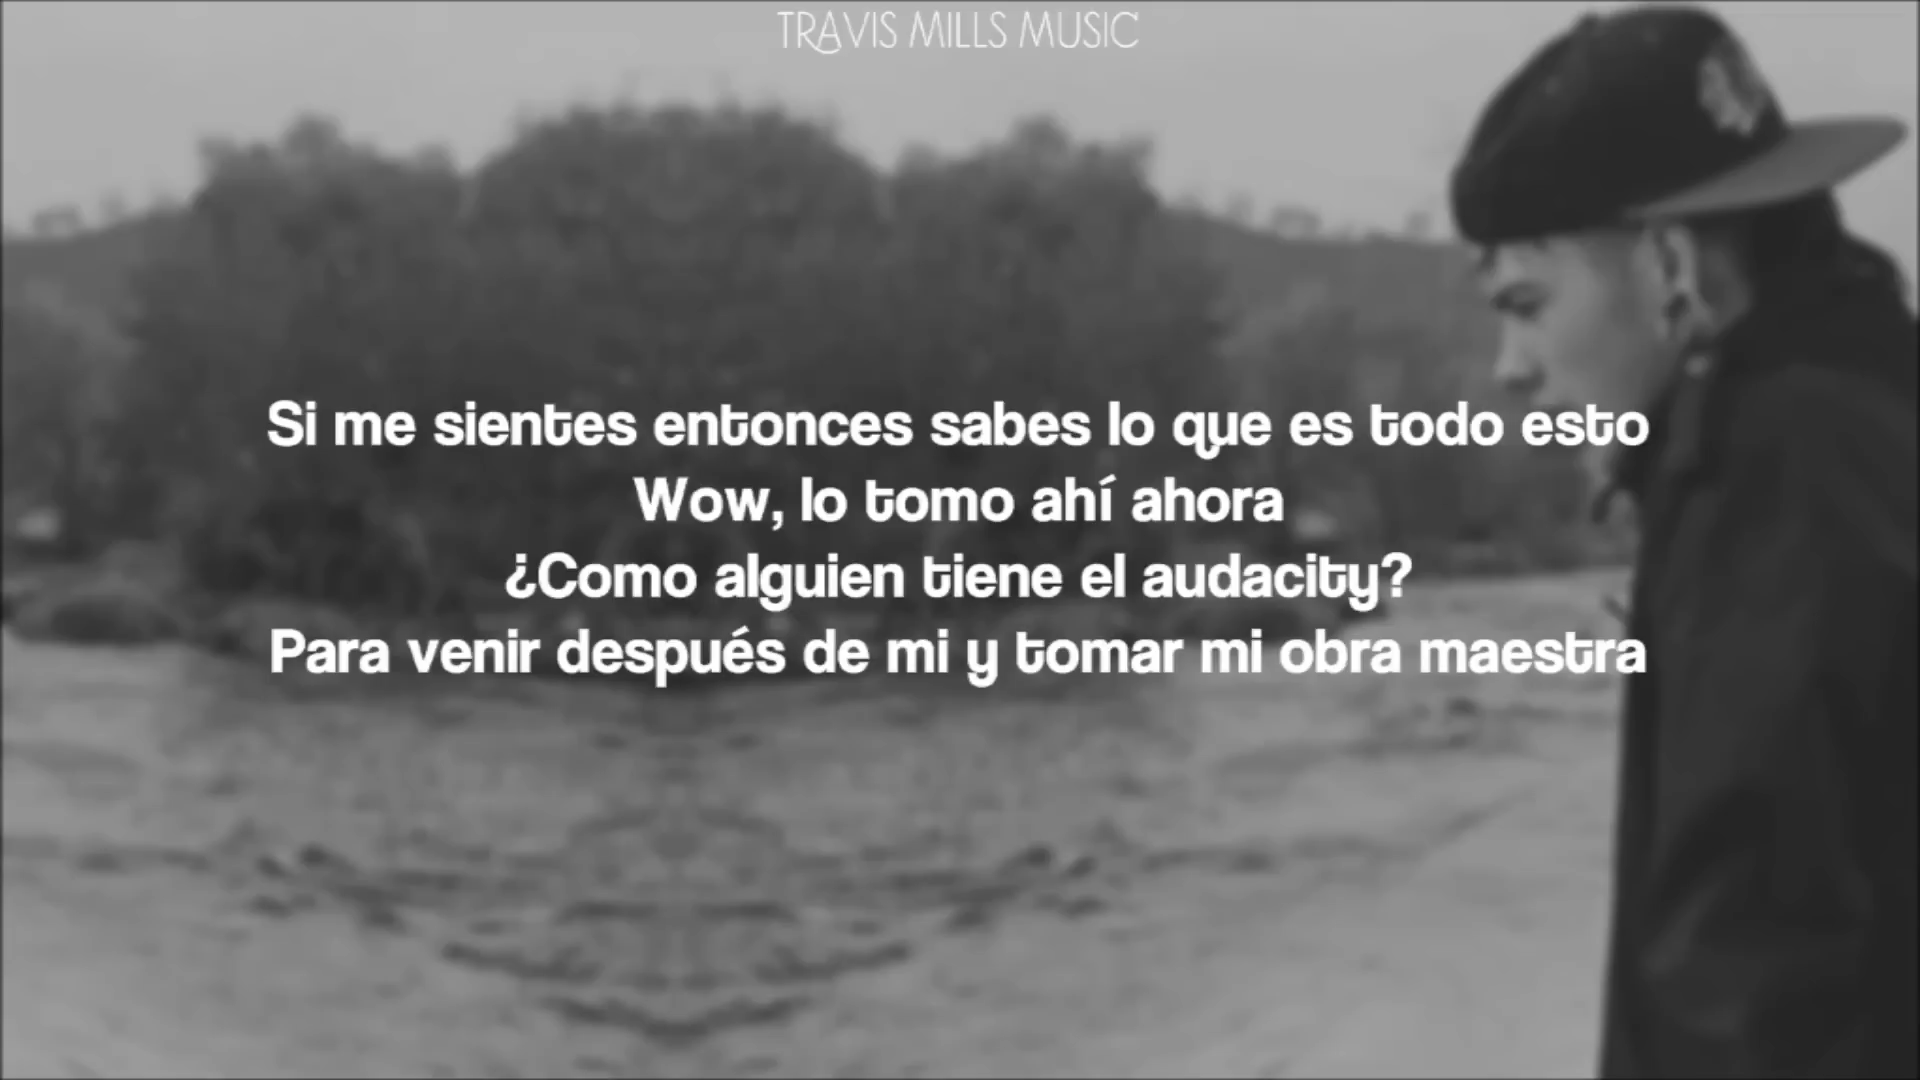 TRAVIS MILLS MUSIC
Si me sientes entonces sabes lo que es todo esto
Wow, lo tomo ahí ahora
¿Como alguien tiene el audacity?
Para venir después de mi y tomar mi obra maestra